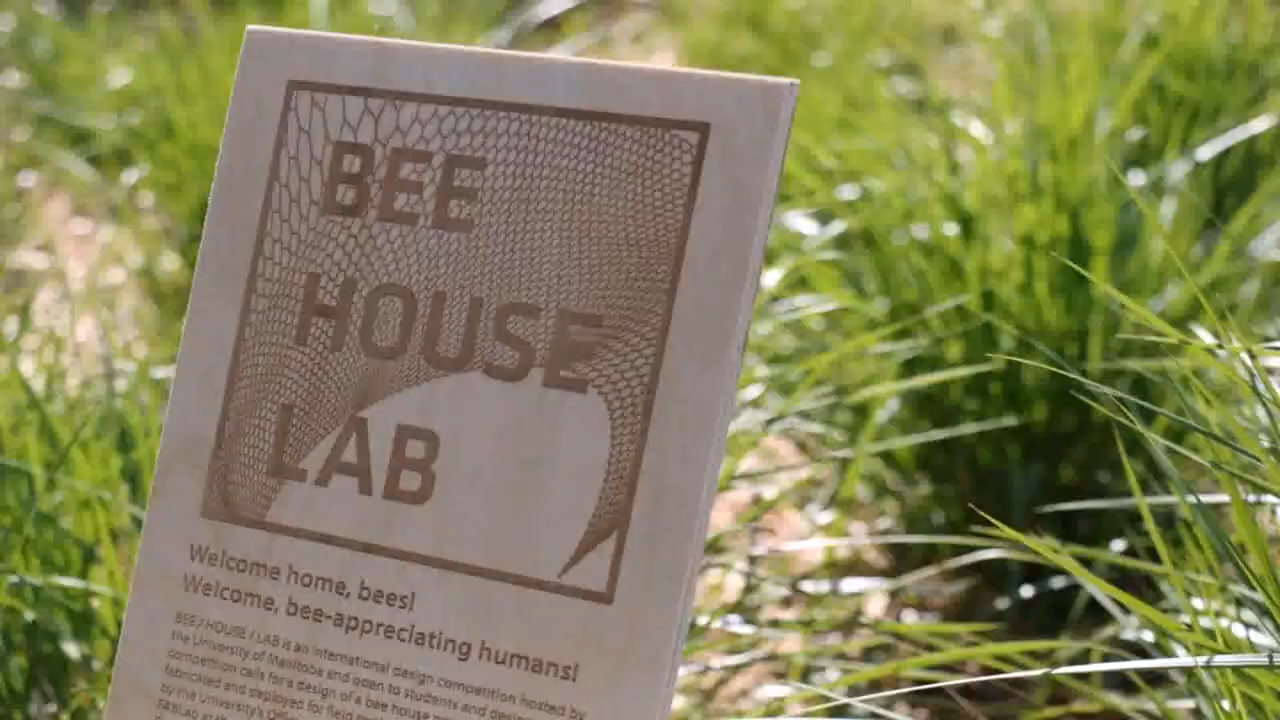 BEE
HOUSE
LAB
Welcome home, bees!
Welcome, bee-appreciating humans!
BEE / HOUSE / LAB is an international design competition hosted by
the University of Manitoba and open to students and
competition calls for a design of a bee house
fabricated and deployed for field
by the University's
FABLAB at